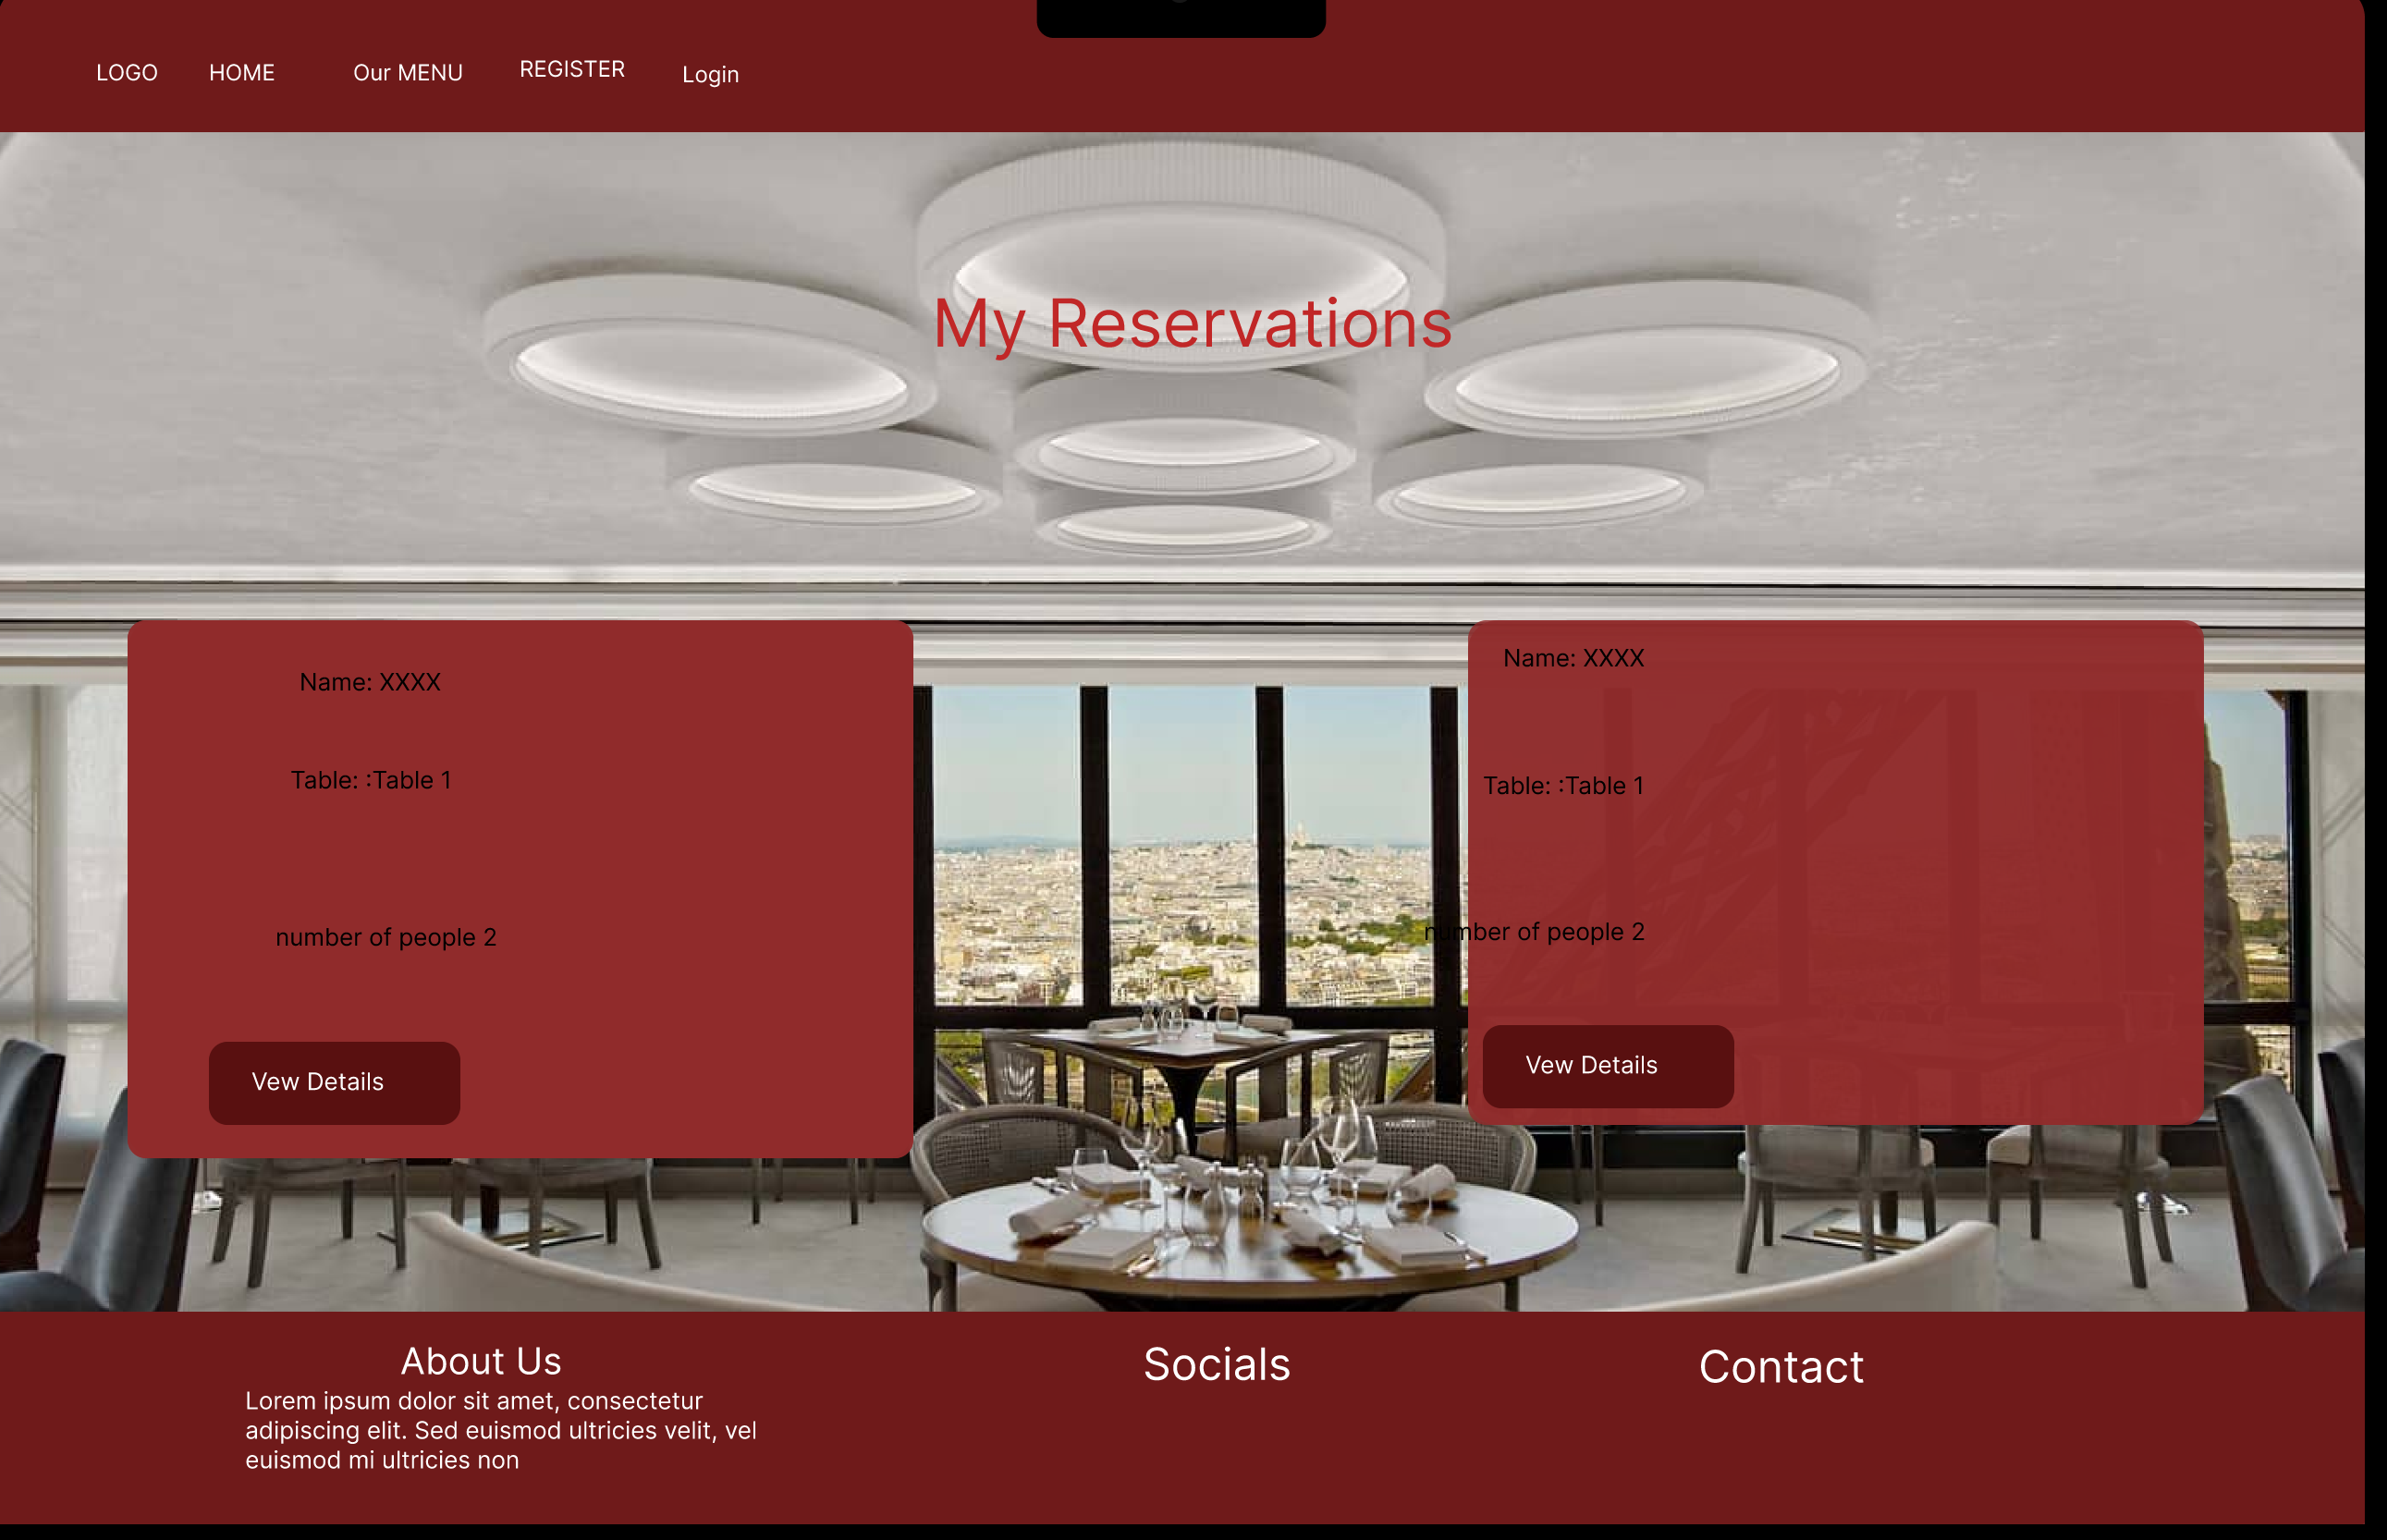 LOGO HOME Our MENU REGISTER Login
My Reservations
Name: XXXX
Table: :Table 1
number of people 2
Vew Details
Name: XXXX
Table: :Table 1
number of people 2
Vew Details
About Us
Lorem ipsum dolor sit amet, consectetur
adipiscing elit. Sed euismod ultricies velit, vel
euismod mi ultricies non
Socials
Contact